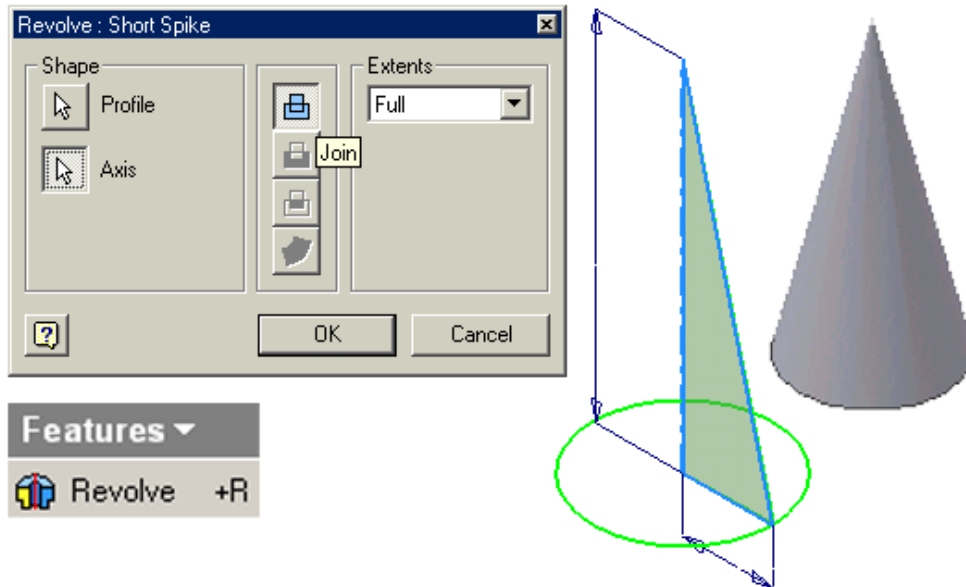 Revolve : Short Spike
Shape
Extents
Profile
Full
Join
Axis
OK
Cancel
Features
Revolve +R